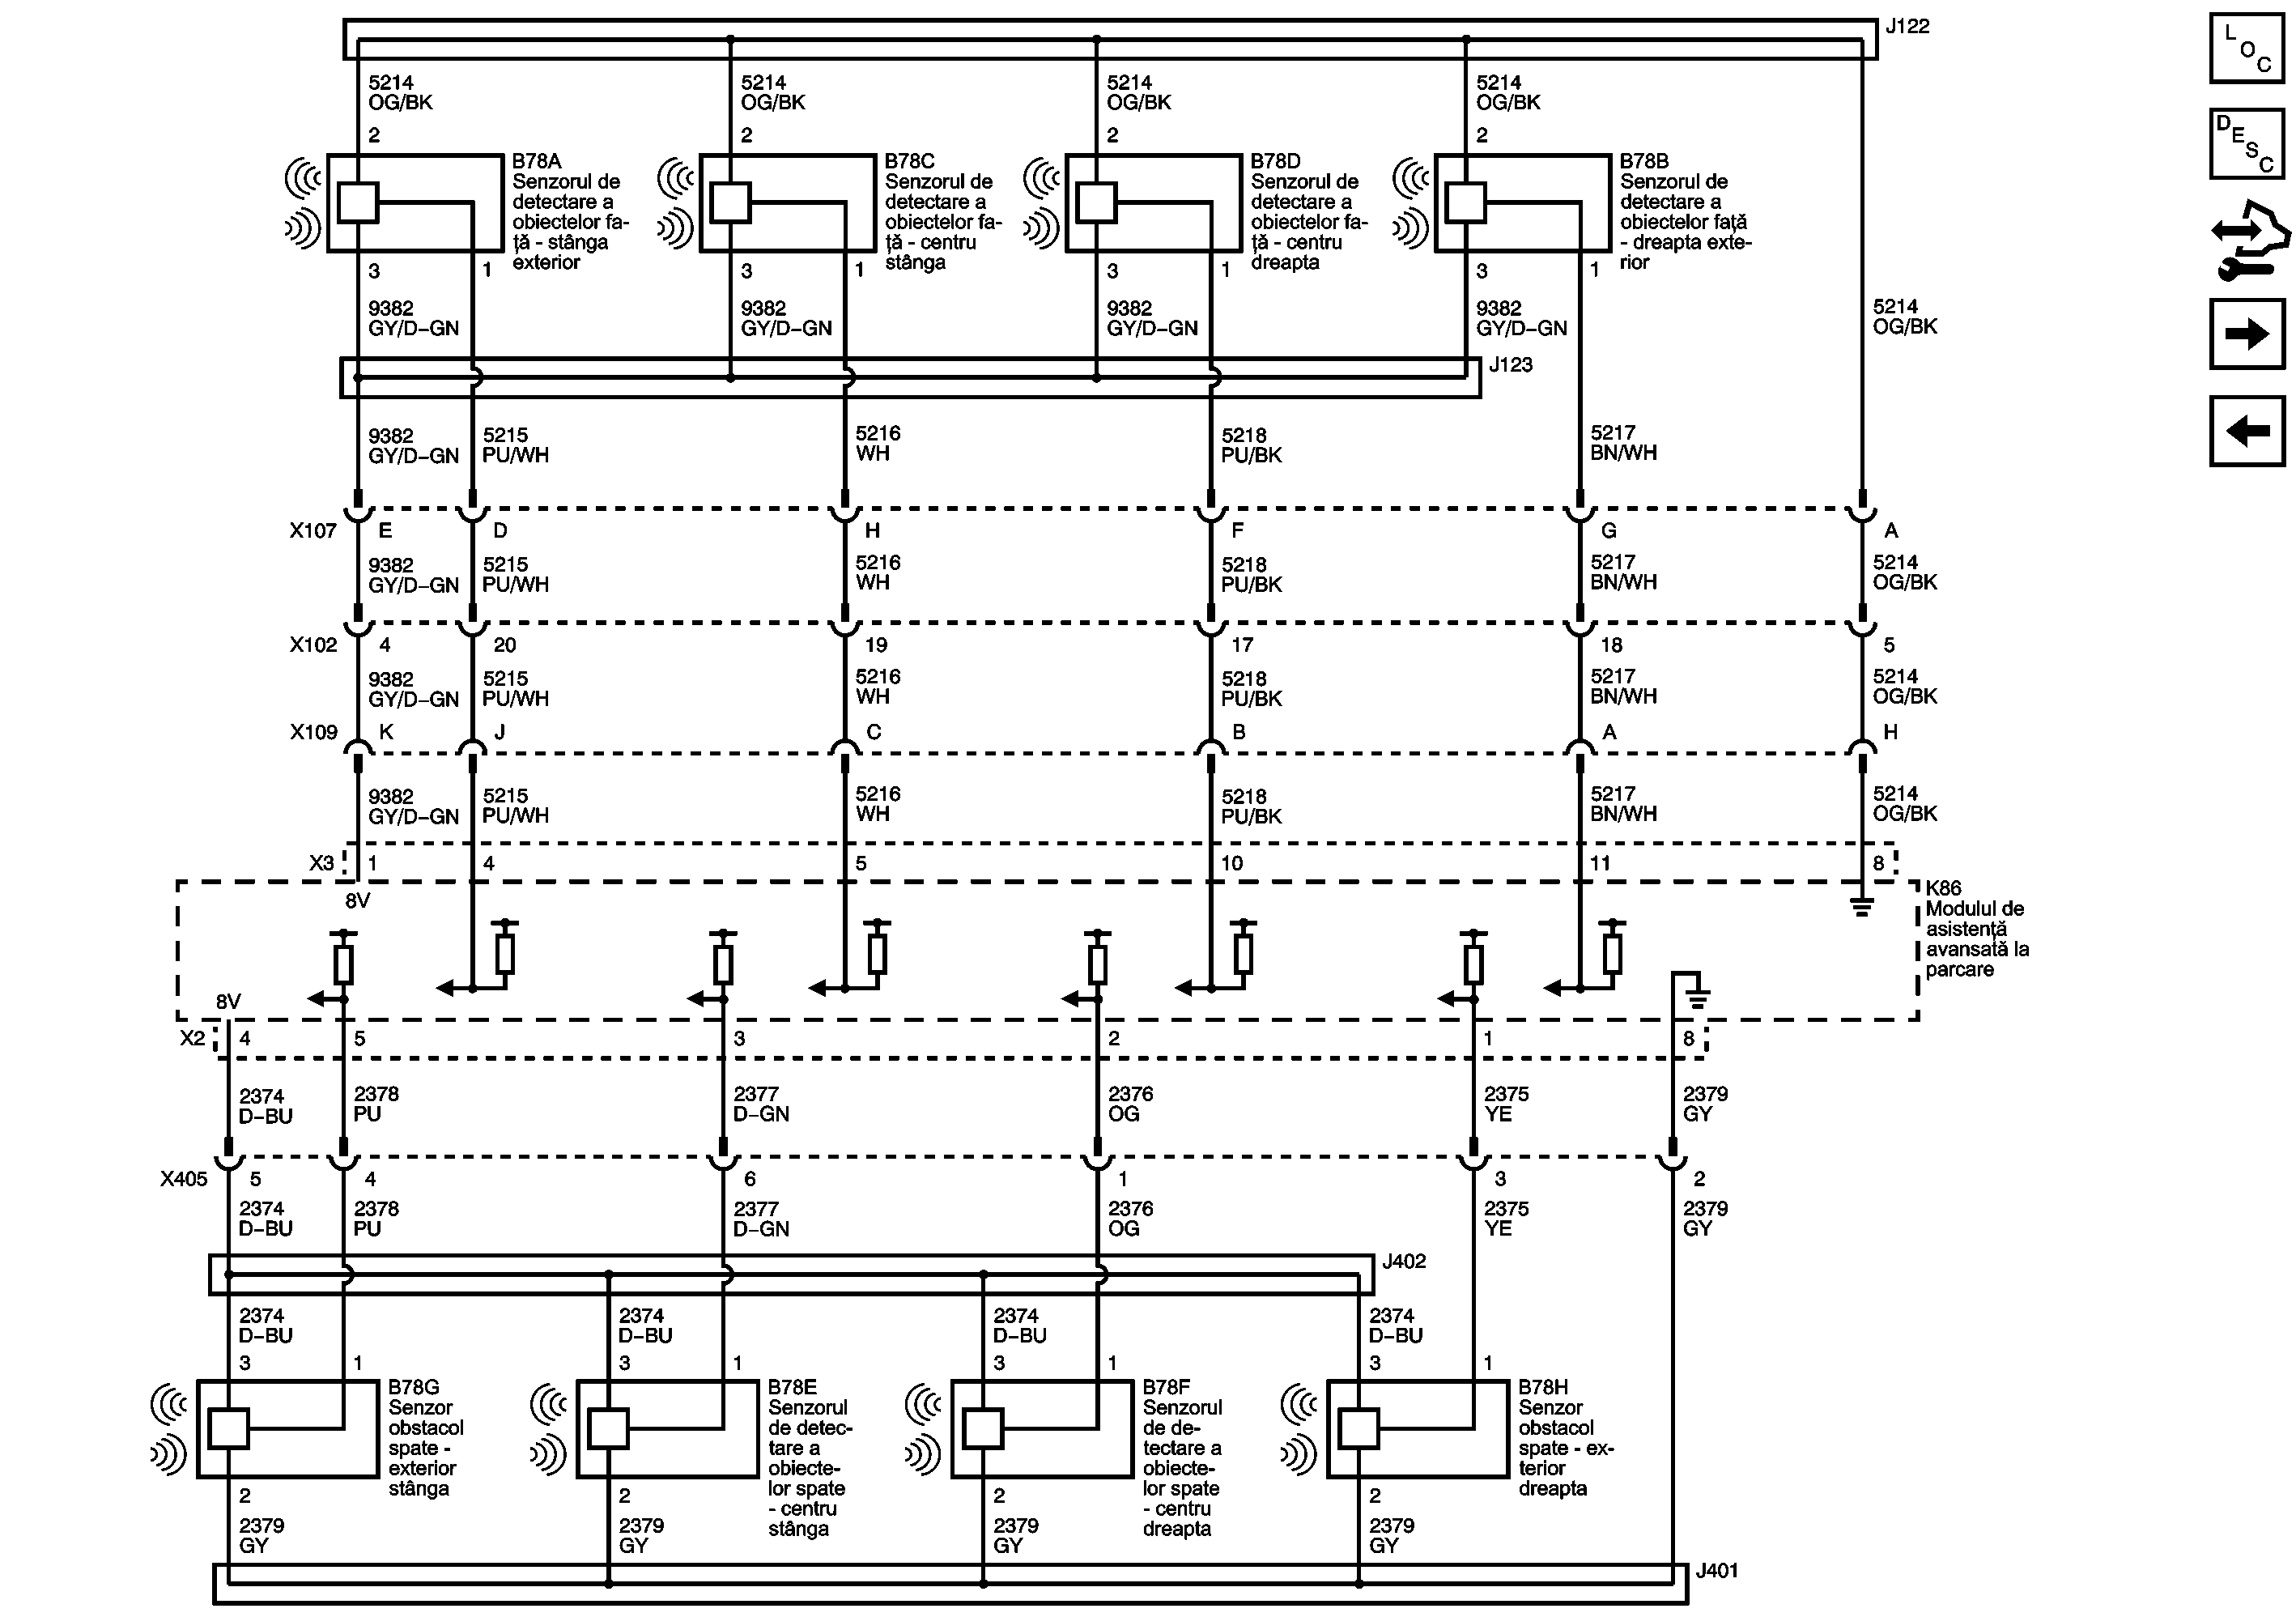 J122
L
O
C
5214
OG/BK
5214
OG/BK
5214
OG/BK
5214
OG/BK
2
2
2
2
D
E
S
C
B78A
Senzorul de
detectare a
obiectelor fa-
ţă - stânga
exterior
B78C
Senzorul de
detectare a
obiectelor fa-
ţă - centru
stânga
B78D
Senzorul de
detectare a
obiectelor fa-
ţă - centru
dreapta
B78B
Senzorul de
detectare a
obiectelor faţă
- dreapta exte-
rior
3
1
3
1
3
1
3
1
9382
GY/D-GN
9382
GY/D-GN
9382
GY/D-GN
9382
GY/D-GN
5214
OG/BK
J123
9382
GY/D-GN
5215
PU/WH
5216
WH
5218
PU/BK
5217
BN/WH
X107
E
D
H
F
G
A
9382
GY/D-GN
5215
PU/WH
5216
WH
5218
PU/BK
5217
BN/WH
5214
OG/BK
X102
4
20
19
17
18
5
9382
GY/D-GN
5215
PU/WH
5216
WH
5218
PU/BK
5217
BN/WH
5214
OG/BK
X109
K
J
C
B
A
H
9382
GY/D-GN
5215
PU/WH
5216
WH
5218
PU/BK
5217
BN/WH
5214
OG/BK
X3
1
4
5
10
11
8
8V
K86
Modulul de
asistenţă
avansată la
parcare
8V
X2
4
5
3
2
1
8
2374
D-BU
2378
PU
2377
D-GN
2376
OG
2375
YE
2379
GY
X405
5
4
6
1
3
2
2374
D-BU
2378
PU
2377
D-GN
2376
OG
2375
YE
2379
GY
J402
2374
D-BU
2374
D-BU
2374
D-BU
2374
D-BU
3
1
3
1
3
1
3
1
B78G
Senzor
obstacol
spate -
exterior
stânga
B78E
Senzorul
de detec-
tare a
obiecte-
lor spate
- centru
stânga
B78F
Senzorul
de de-
tectare a
obiecte-
lor spate
- centru
dreapta
B78H
Senzor
obstacol
spate - ex-
terior
dreapta
2
2
2
2
2379
GY
2379
GY
2379
GY
2379
GY
J401